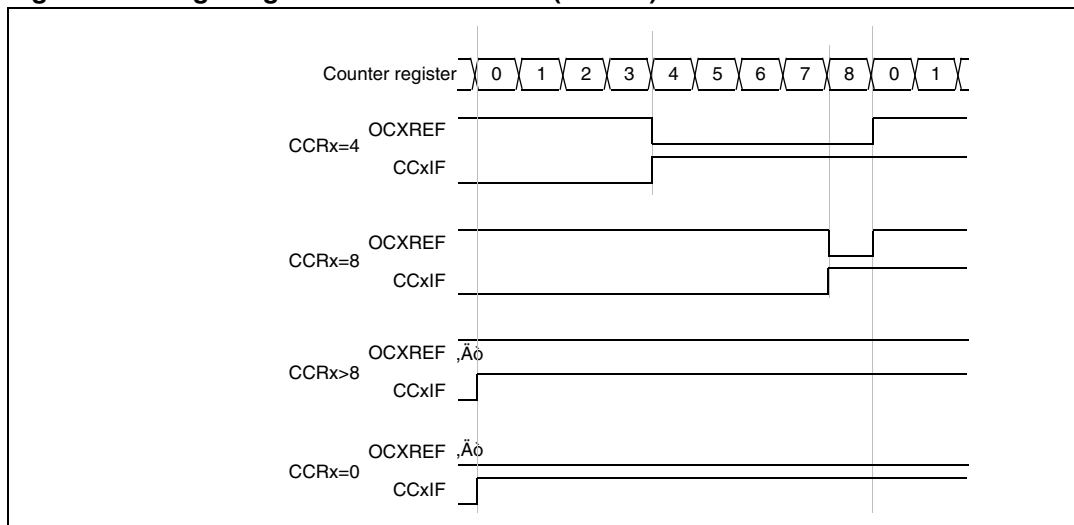 Counter register 0 1 2 3 4 5 6 7 8 0 1
OCXREF
CCRx=4
CCxIF
OCXREF
CCRx=8
CCxIF
OCXREF ‚Äò
CCRx>8
CCxIF
OCXREF ‚Äò
CCRx=0
CCxIF